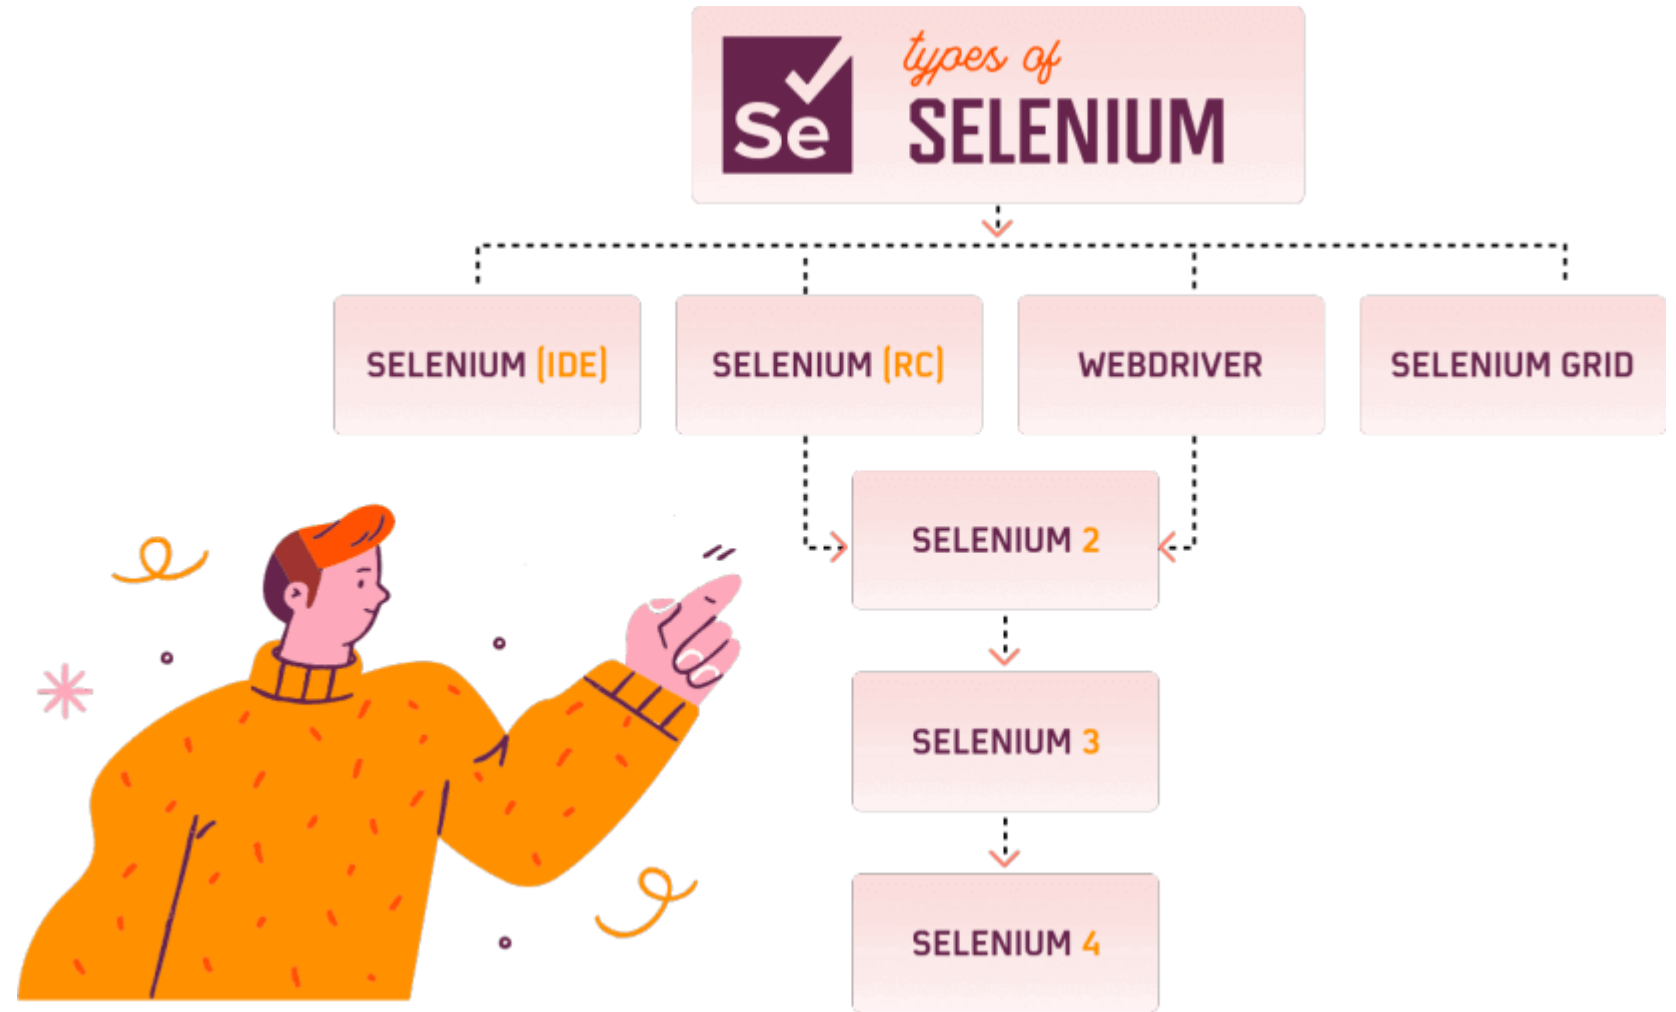 Se
types of
SELENIUM
SELENIUM (IDE)
SELENIUM (RC)
WEBDRIVER
SELENIUM GRID
SELENIUM 2
SELENIUM 3
SELENIUM 4